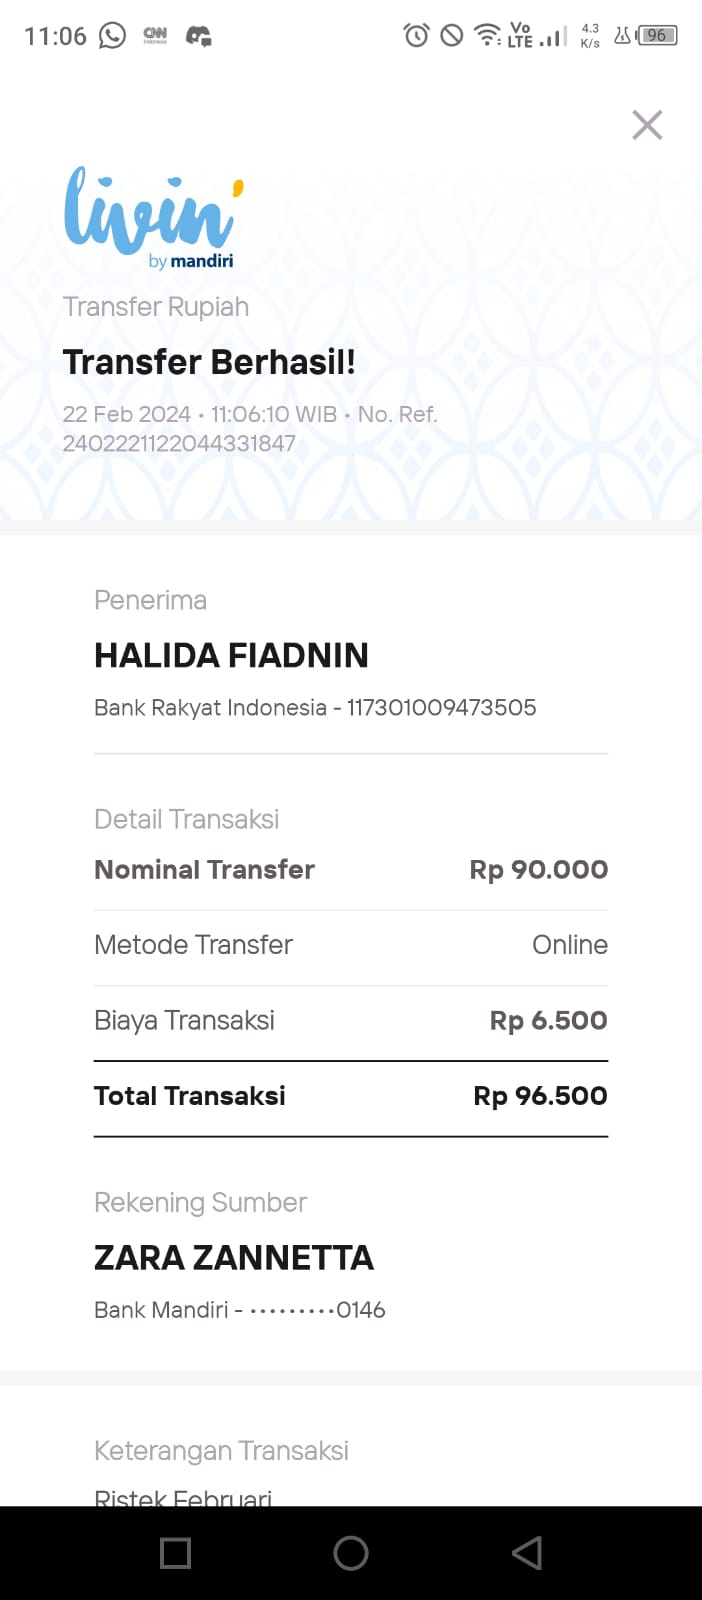 11:06 CNN Indonesia Vo LTE 4.3 K/s 96
livin'
by mandiri
Transfer Rupiah
Transfer Berhasil!
22 Feb 2024 • 11:06:10 WIB • No. Ref.
2402221122044331847
Penerima
HALIDA FIADNIN
Bank Rakyat Indonesia - 117301009473505
Detail Transaksi
Nominal Transfer Rp 90.000
Metode Transfer Online
Biaya Transaksi Rp 6.500
Total Transaksi Rp 96.500
Rekening Sumber
ZARA ZANNETTA
Bank Mandiri - •••••••••0146
Keterangan Transaksi
Ristek Februari